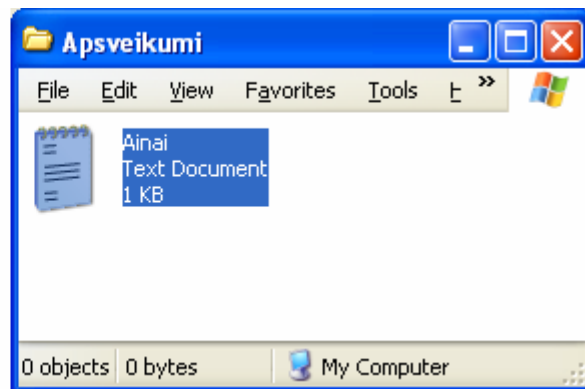 Apsveikumi
File Edit View Favorites Tools H »
Ainai
Text Document
1 KB
0 objects 0 bytes My Computer